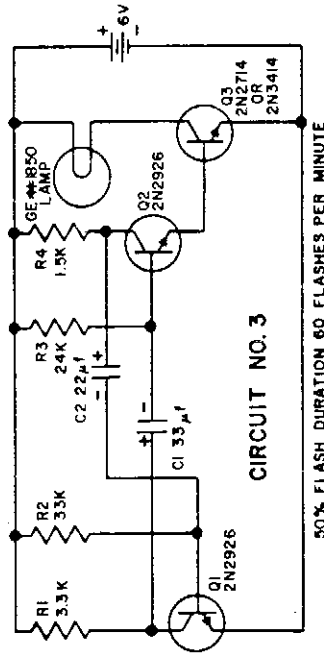 R1
3.3K
R2
33K
R3
24K
R4
1.5K
GE #1850
LAMP
+
6V
-
C2 22µf
- +
Q2
2N2926
Q3
2N2714
OR
2N3414
C1 33µf
+ -
Q1
2N2926
CIRCUIT NO. 3
50% FLASH DURATION 60 FLASHES PER MINUTE